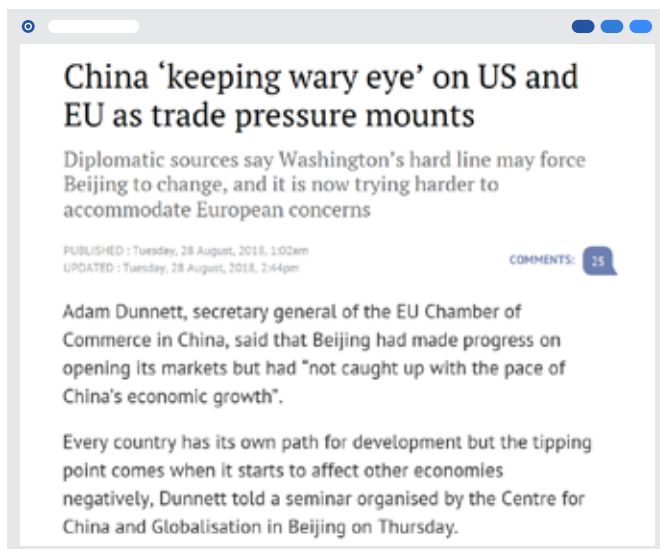 China ‘keeping wary eye’ on US and
EU as trade pressure mounts
Diplomatic sources say Washington’s hard line may force
Beijing to change, and it is now trying harder to
accommodate European concerns
PUBLISHED : Tuesday, 28 August, 2018, 1:02am
UPDATED : Tuesday, 28 August, 2018, 2:44pm
COMMENTS: 25
Adam Dunnett, secretary general of the EU Chamber of
Commerce in China, said that Beijing had made progress on
opening its markets but had "not caught up with the pace of
China's economic growth".
Every country has its own path for development but the tipping
point comes when it starts to affect other economies
negatively, Dunnett told a seminar organised by the Centre for
China and Globalisation in Beijing on Thursday.